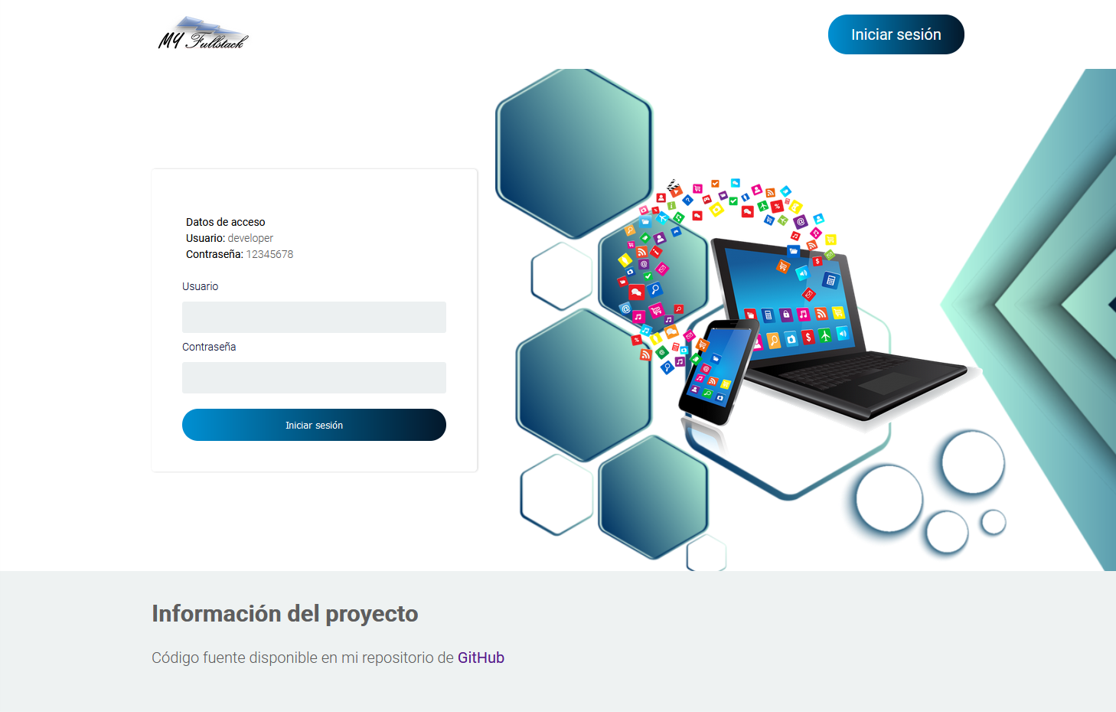 MY Fullstack
Iniciar sesión
Datos de acceso
Usuario: developer
Contraseña: 12345678
Usuario
Contraseña
Iniciar sesión
Información del proyecto
Código fuente disponible en mi repositorio de GitHub